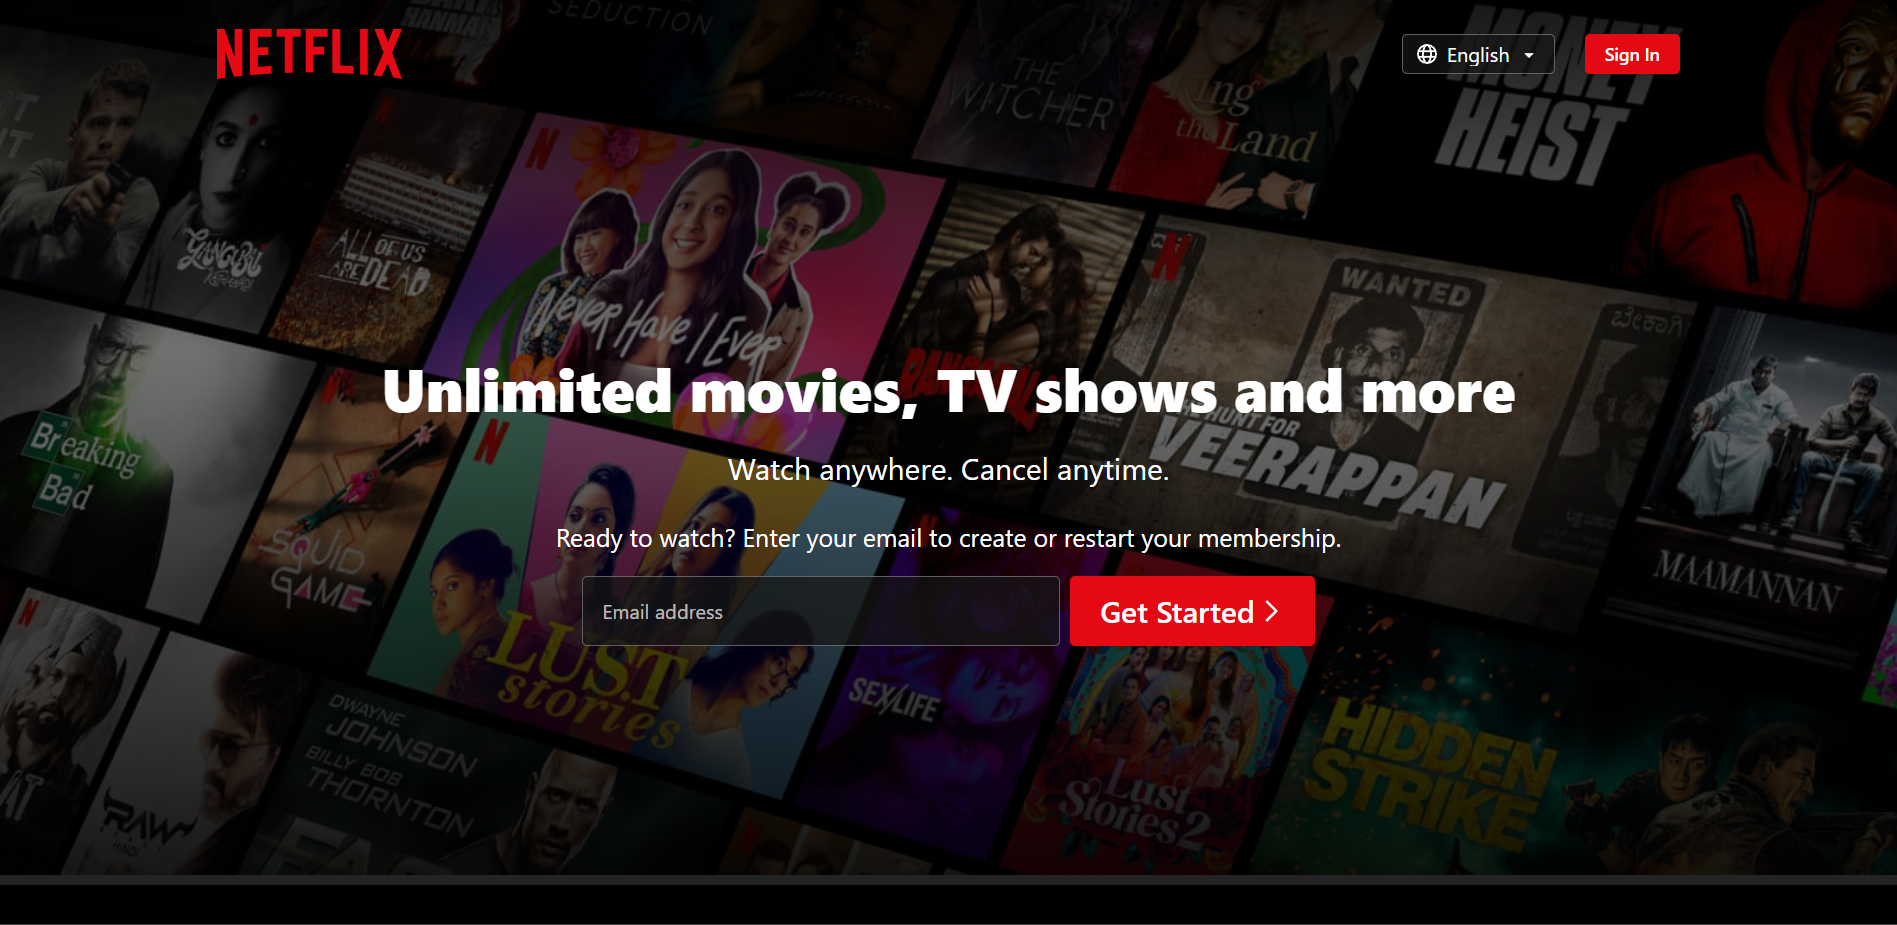 NETFLIX
English
Sign In
HANMA
SEDUCTION
THE
WITCHER
King
the Land
MONEY
HEIST
GANGUBAI
KATHIAWADI
ALL OF US
ARE DEAD
N
Never Have I Ever
N
WANTED
ಬೇಕಾಗಿ
Unlimited movies, TV shows and more
THE HUNT FOR
VEERAPPAN
Breaking
Bad
N
Watch anywhere. Cancel anytime.
Ready to watch? Enter your email to create or restart your membership.
SQUID
GAME
MAAMANNAN
Email address
Get Started
N
LUST
stories
SEX/LIFE
DWAYNE
JOHNSON
BILLY BOB
THORNTON
HIDDEN
STRIKE
Lust
Stories 2
RAW
HINDI